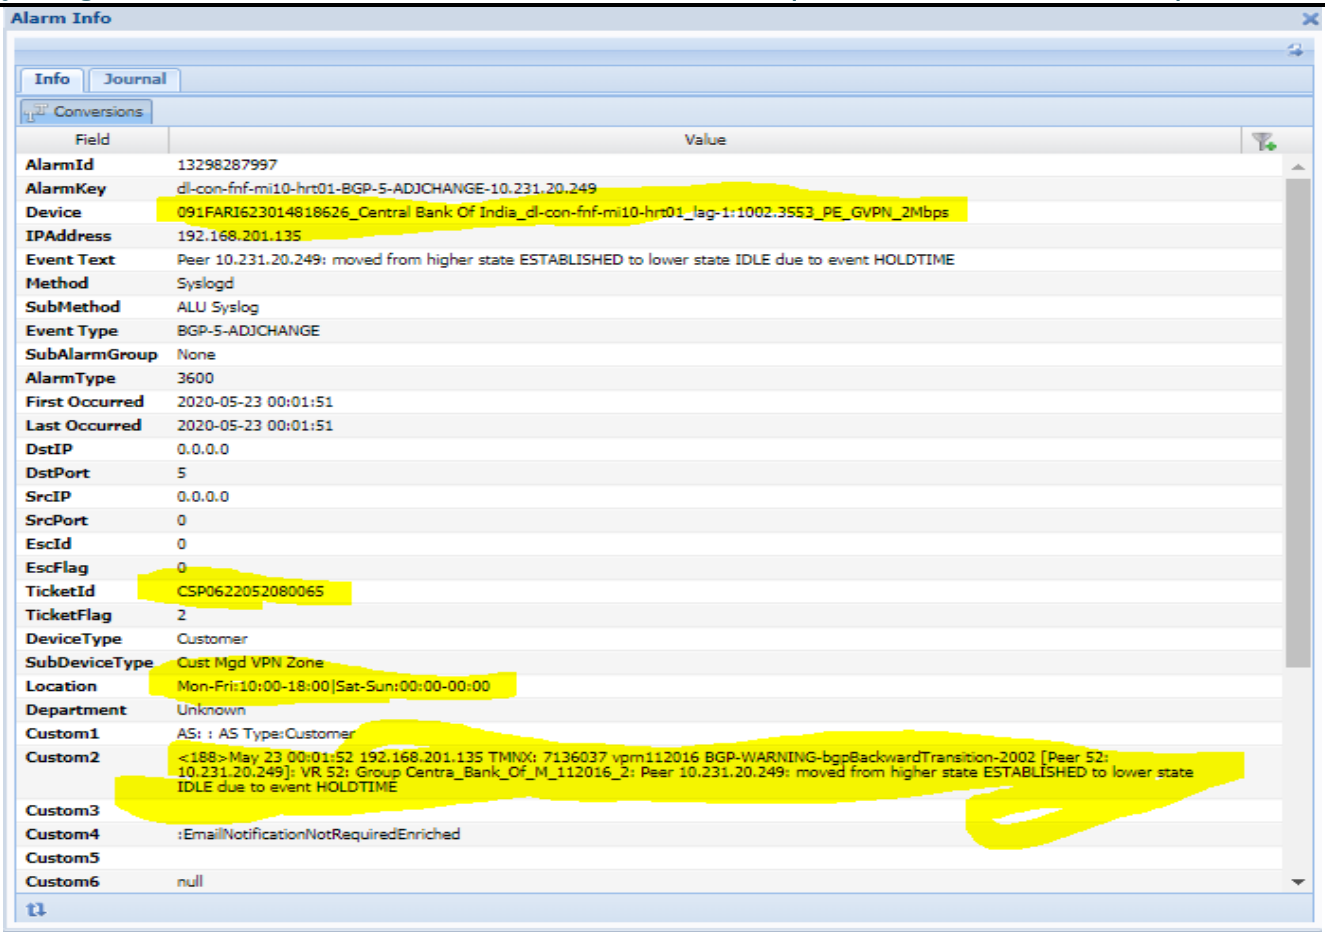 Alarm Info
Info Journal
Conversions
Field Value
AlarmId 13298287997
AlarmKey dl-con-fnf-mi10-hrt01-BGP-5-ADJCHANGE-10.231.20.249
Device 091FARI623014818626_Central Bank Of India_dl-con-fnf-mi10-hrt01_lag-1:1002.3553_PE_GVPN_2Mbps
IPAddress 192.168.201.135
Event Text Peer 10.231.20.249: moved from higher state ESTABLISHED to lower state IDLE due to event HOLDTIME
Method Syslogd
SubMethod ALU Syslog
Event Type BGP-5-ADJCHANGE
SubAlarmGroup None
AlarmType 3600
First Occurred 2020-05-23 00:01:51
Last Occurred 2020-05-23 00:01:51
DstIP 0.0.0.0
DstPort 5
SrcIP 0.0.0.0
SrcPort 0
EscId 0
EscFlag 0
TicketId CSP0622052080065
TicketFlag 2
DeviceType Customer
SubDeviceType Cust Mgd VPN Zone
Location Mon-Fri:10:00-18:00|Sat-Sun:00:00-00:00
Department Unknown
Custom1 AS: : AS Type:Customer
Custom2 <188>May 23 00:01:52 192.168.201.135 TMNX: 7136037 vprn112016 BGP-WARNING-bgpBackwardTransition-2002 [Peer 52:
10.231.20.249]: VR 52: Group Centra_Bank_Of_M_112016_2: Peer 10.231.20.249: moved from higher state ESTABLISHED to lower state
IDLE due to event HOLDTIME
Custom3
Custom4 :EmailNotificationNotRequiredEnriched
Custom5
Custom6 null